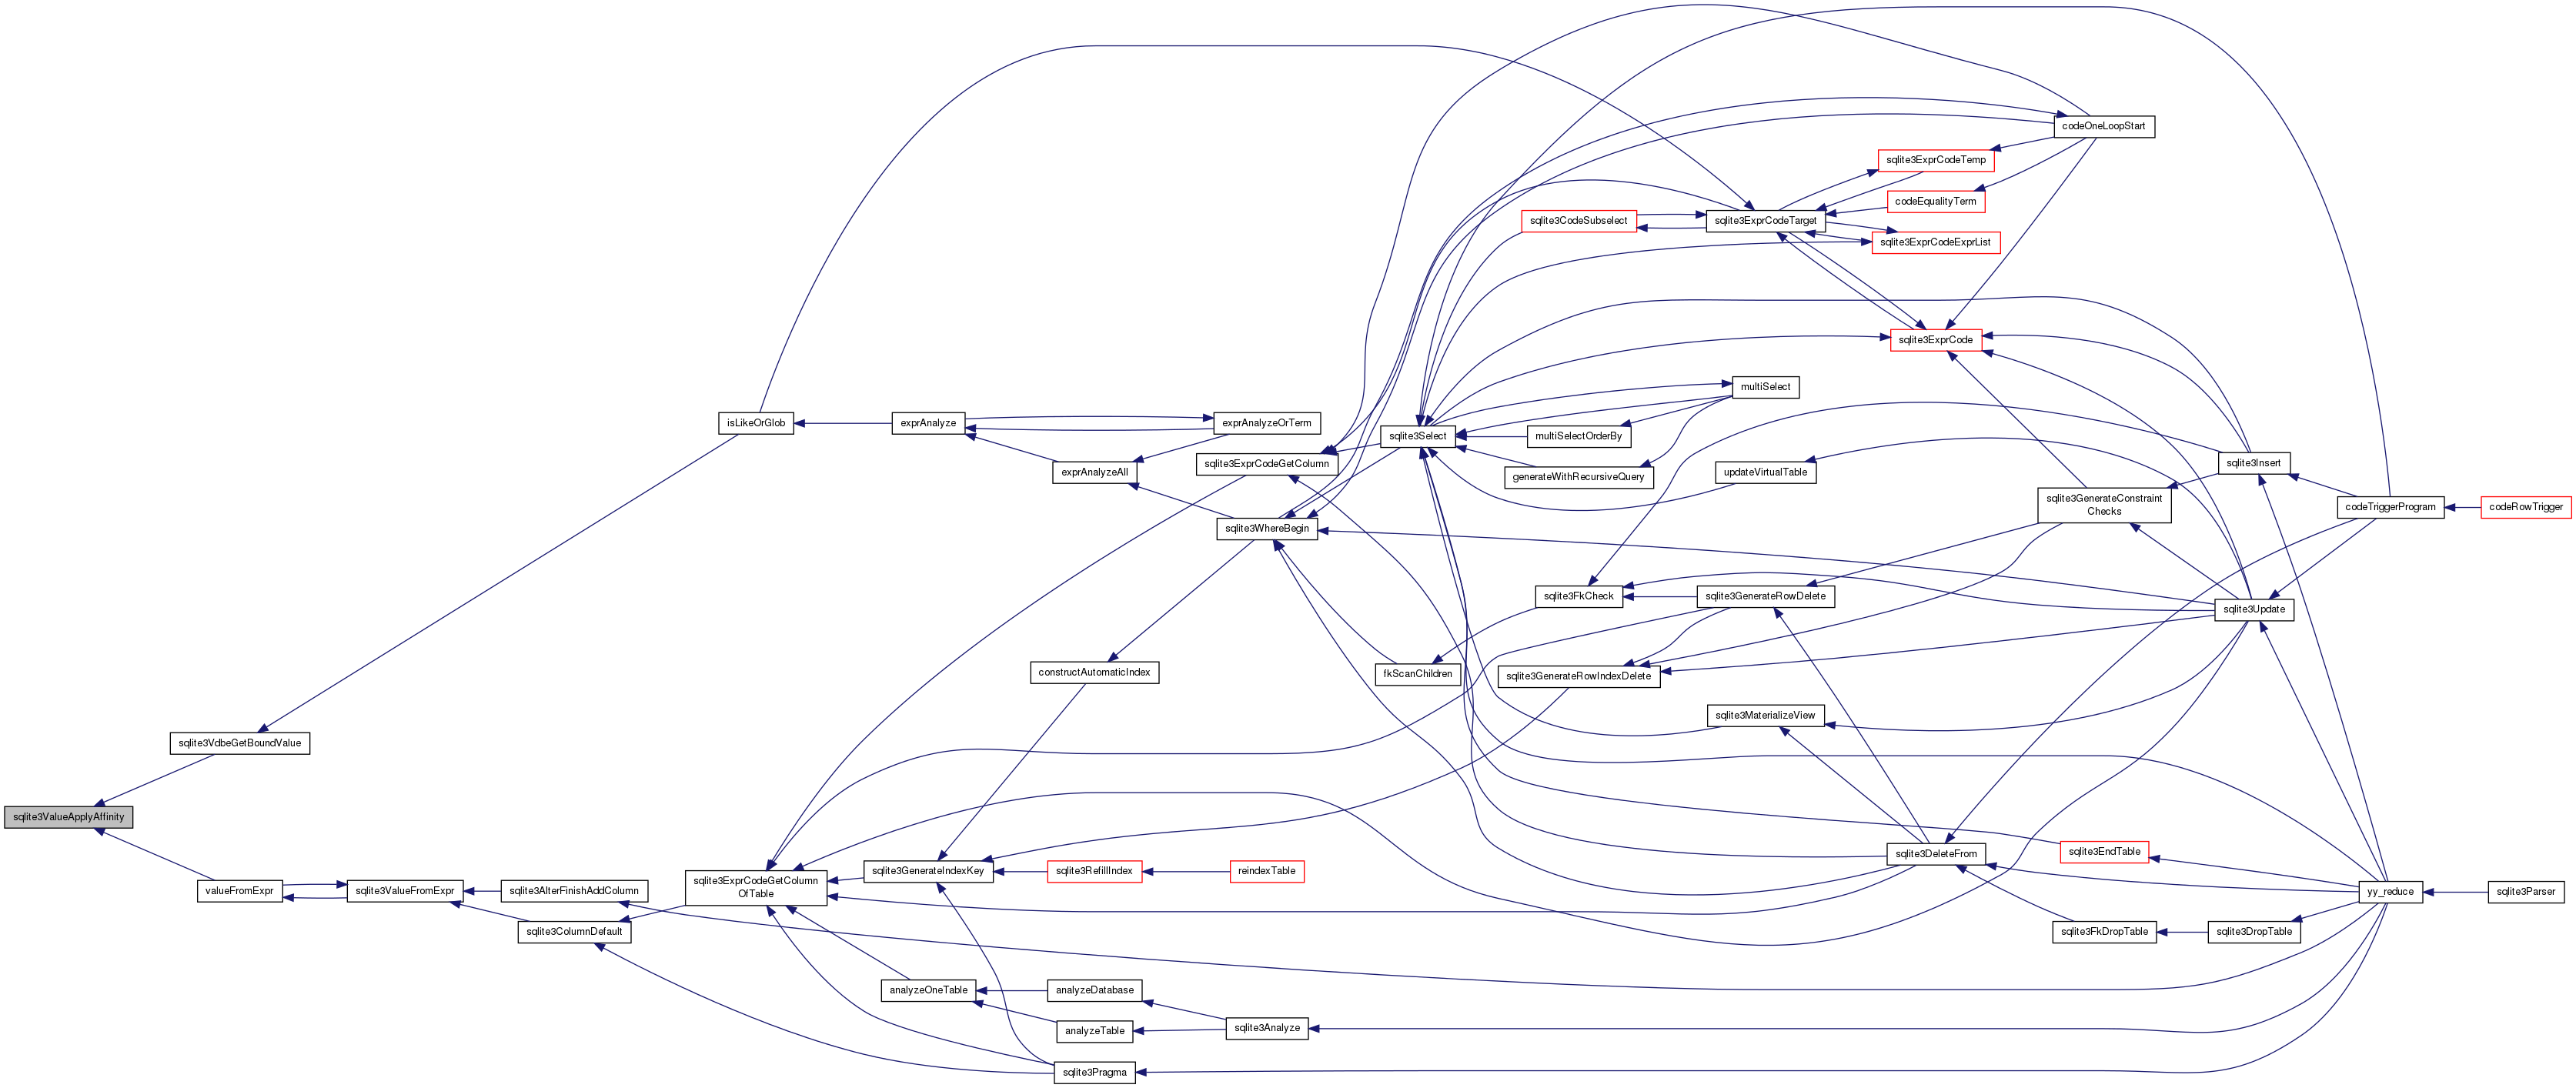 sqlite3ValueApplyAffinity
sqlite3VdbeGetBoundValue
valueFromExpr
sqlite3ValueFromExpr
sqlite3AlterFinishAddColumn
sqlite3ColumnDefault
isLikeOrGlob
sqlite3ExprCodeGetColumn
OfTable
exprAnalyze
exprAnalyzeAll
exprAnalyzeOrTerm
sqlite3ExprCodeGetColumn
sqlite3WhereBegin
constructAutomaticIndex
sqlite3GenerateIndexKey
sqlite3RefillIndex
reindexTable
analyzeOneTable
analyzeDatabase
analyzeTable
sqlite3Analyze
sqlite3Pragma
sqlite3Select
fkScanChildren
sqlite3CodeSubselect
multiSelectOrderBy
generateWithRecursiveQuery
sqlite3FkCheck
sqlite3GenerateRowIndexDelete
sqlite3ExprCodeTarget
multiSelect
updateVirtualTable
sqlite3GenerateRowDelete
sqlite3MaterializeView
sqlite3ExprCodeTemp
codeEqualityTerm
sqlite3ExprCodeExprList
sqlite3ExprCode
sqlite3DeleteFrom
codeOneLoopStart
sqlite3GenerateConstraint
Checks
sqlite3EndTable
sqlite3FkDropTable
sqlite3Insert
sqlite3Update
sqlite3DropTable
codeTriggerProgram
yy_reduce
codeRowTrigger
sqlite3Parser